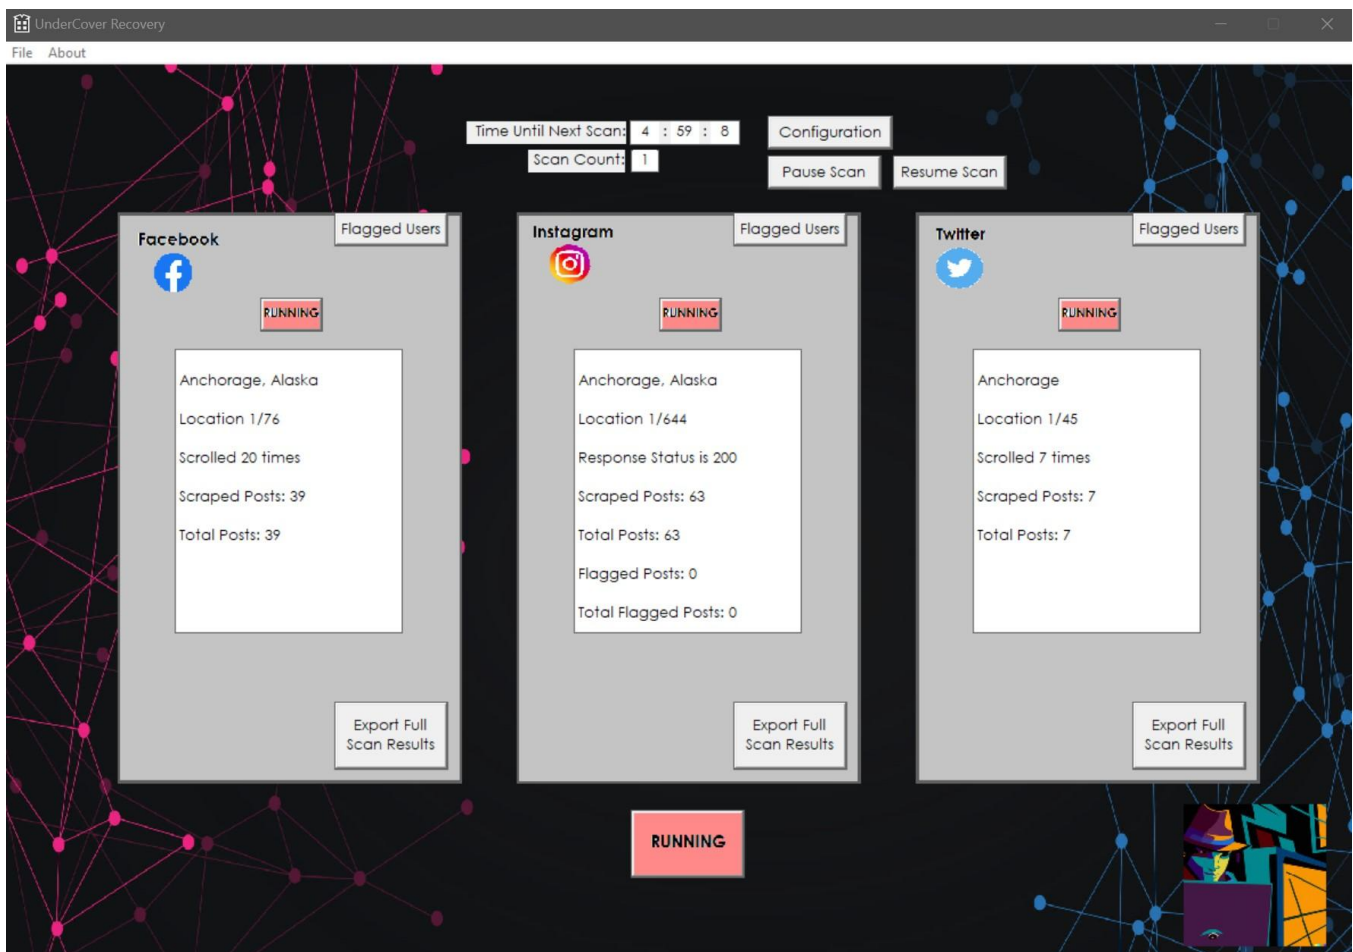 UnderCover Recovery
File About
Time Until Next Scan: 4 : 59 : 8
Configuration
Scan Count: 1
Pause Scan
Resume Scan
Facebook
Flagged Users
RUNNING
Anchorage, Alaska
Location 1/76
Scrolled 20 times
Scraped Posts: 39
Total Posts: 39
Export Full
Scan Results
Instagram
Flagged Users
RUNNING
Anchorage, Alaska
Location 1/644
Response Status is 200
Scraped Posts: 63
Total Posts: 63
Flagged Posts: 0
Total Flagged Posts: 0
Export Full
Scan Results
Twitter
Flagged Users
RUNNING
Anchorage
Location 1/45
Scrolled 7 times
Scraped Posts: 7
Total Posts: 7
Export Full
Scan Results
RUNNING